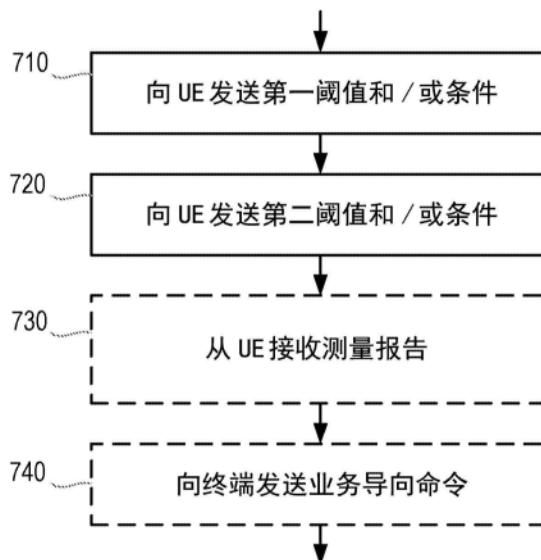 710
向 UE 发送第一阈值和 / 或条件
720
向 UE 发送第二阈值和 / 或条件
730
从 UE 接收测量报告
740
向终端发送业务导向命令